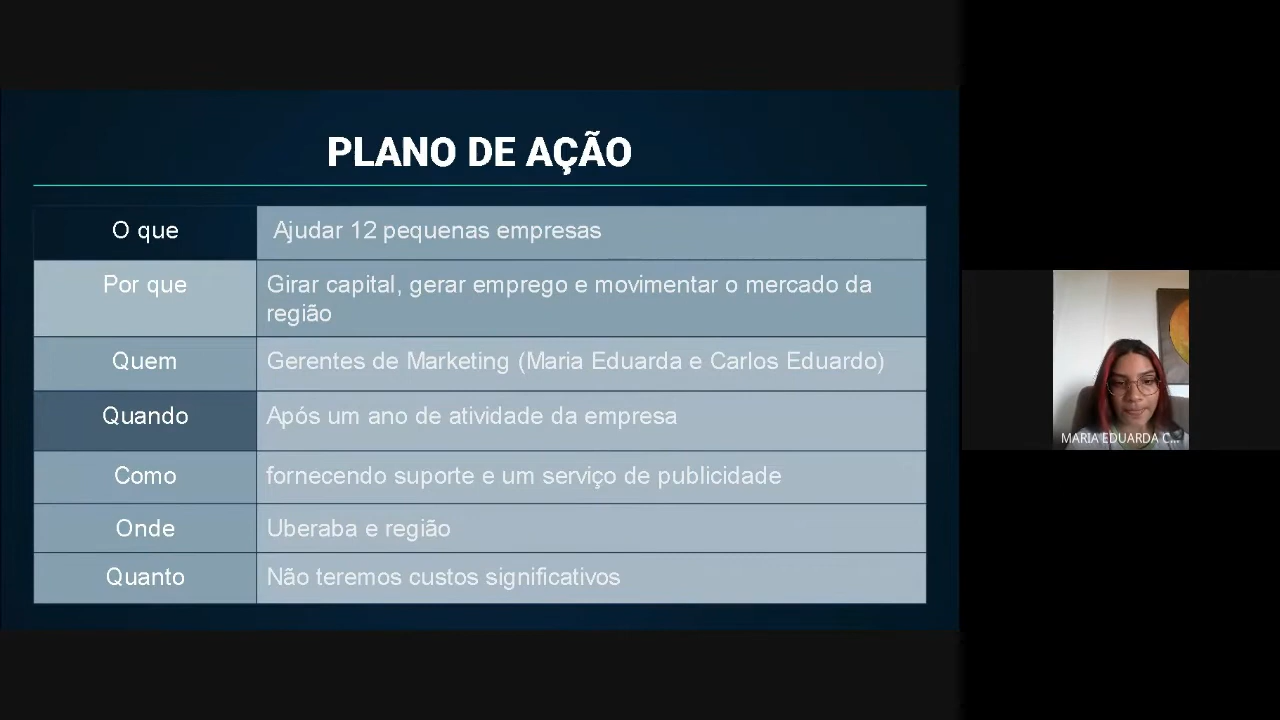 PLANO DE AÇÃO
O que
Ajudar 12 pequenas empresas
Por que
Girar capital, gerar emprego e movimentar o mercado da
região
Quem
Gerentes de Marketing (Maria Eduarda e Carlos Eduardo)
Quando
Após um ano de atividade da empresa
Como
fornecendo suporte e um serviço de publicidade
Onde
Uberaba e região
Quanto
Não teremos custos significativos
MARIA EDUARDA C...